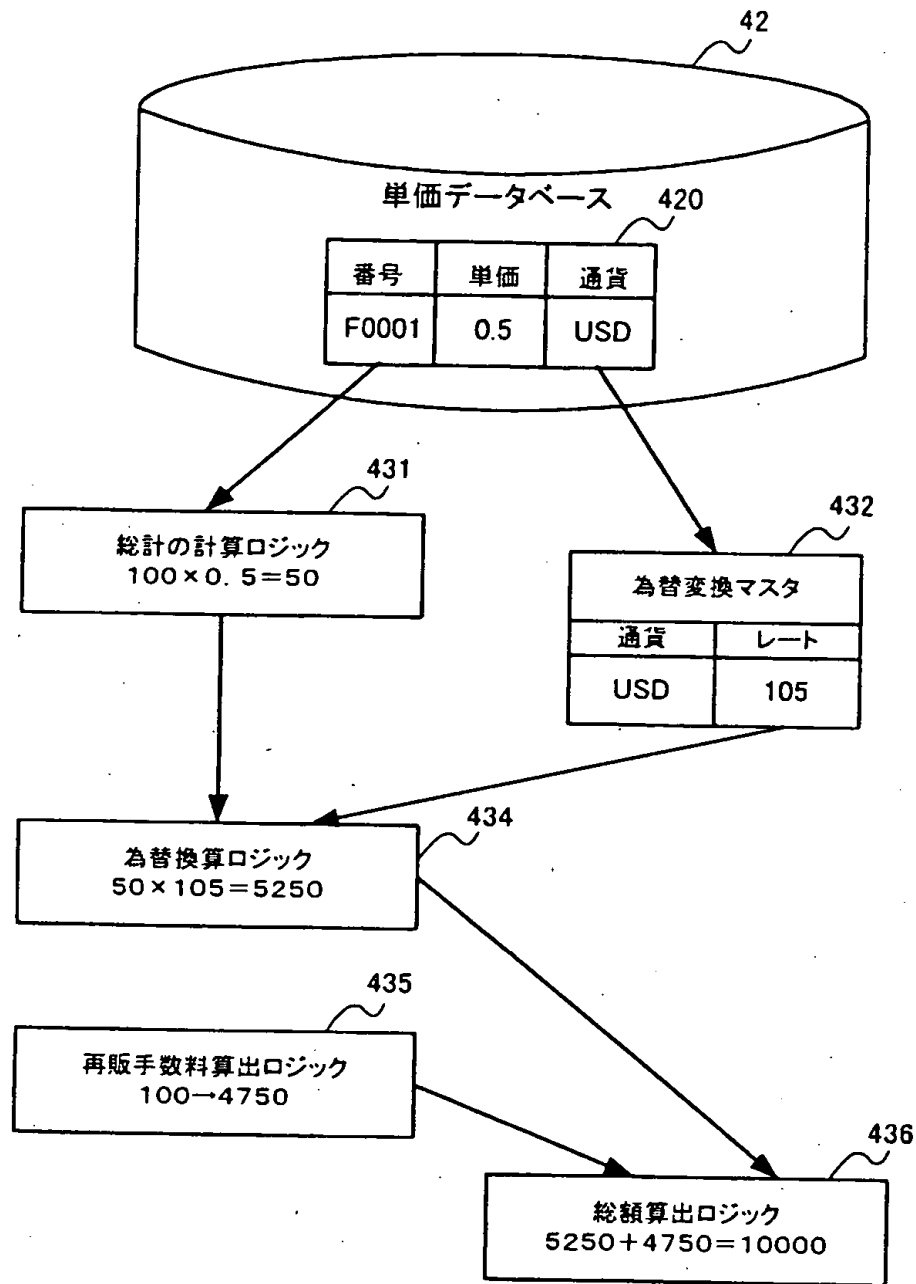 42
単価データベース
420
番号 単価 通貨
F0001 0.5 USD
431
総計の計算ロジック
100×0.5=50
432
為替変換マスタ
通貨 レート
USD 105
434
為替換算ロジック
50×105=5250
435
再販手数料算出ロジック
100→4750
436
総額算出ロジック
5250+4750=10000